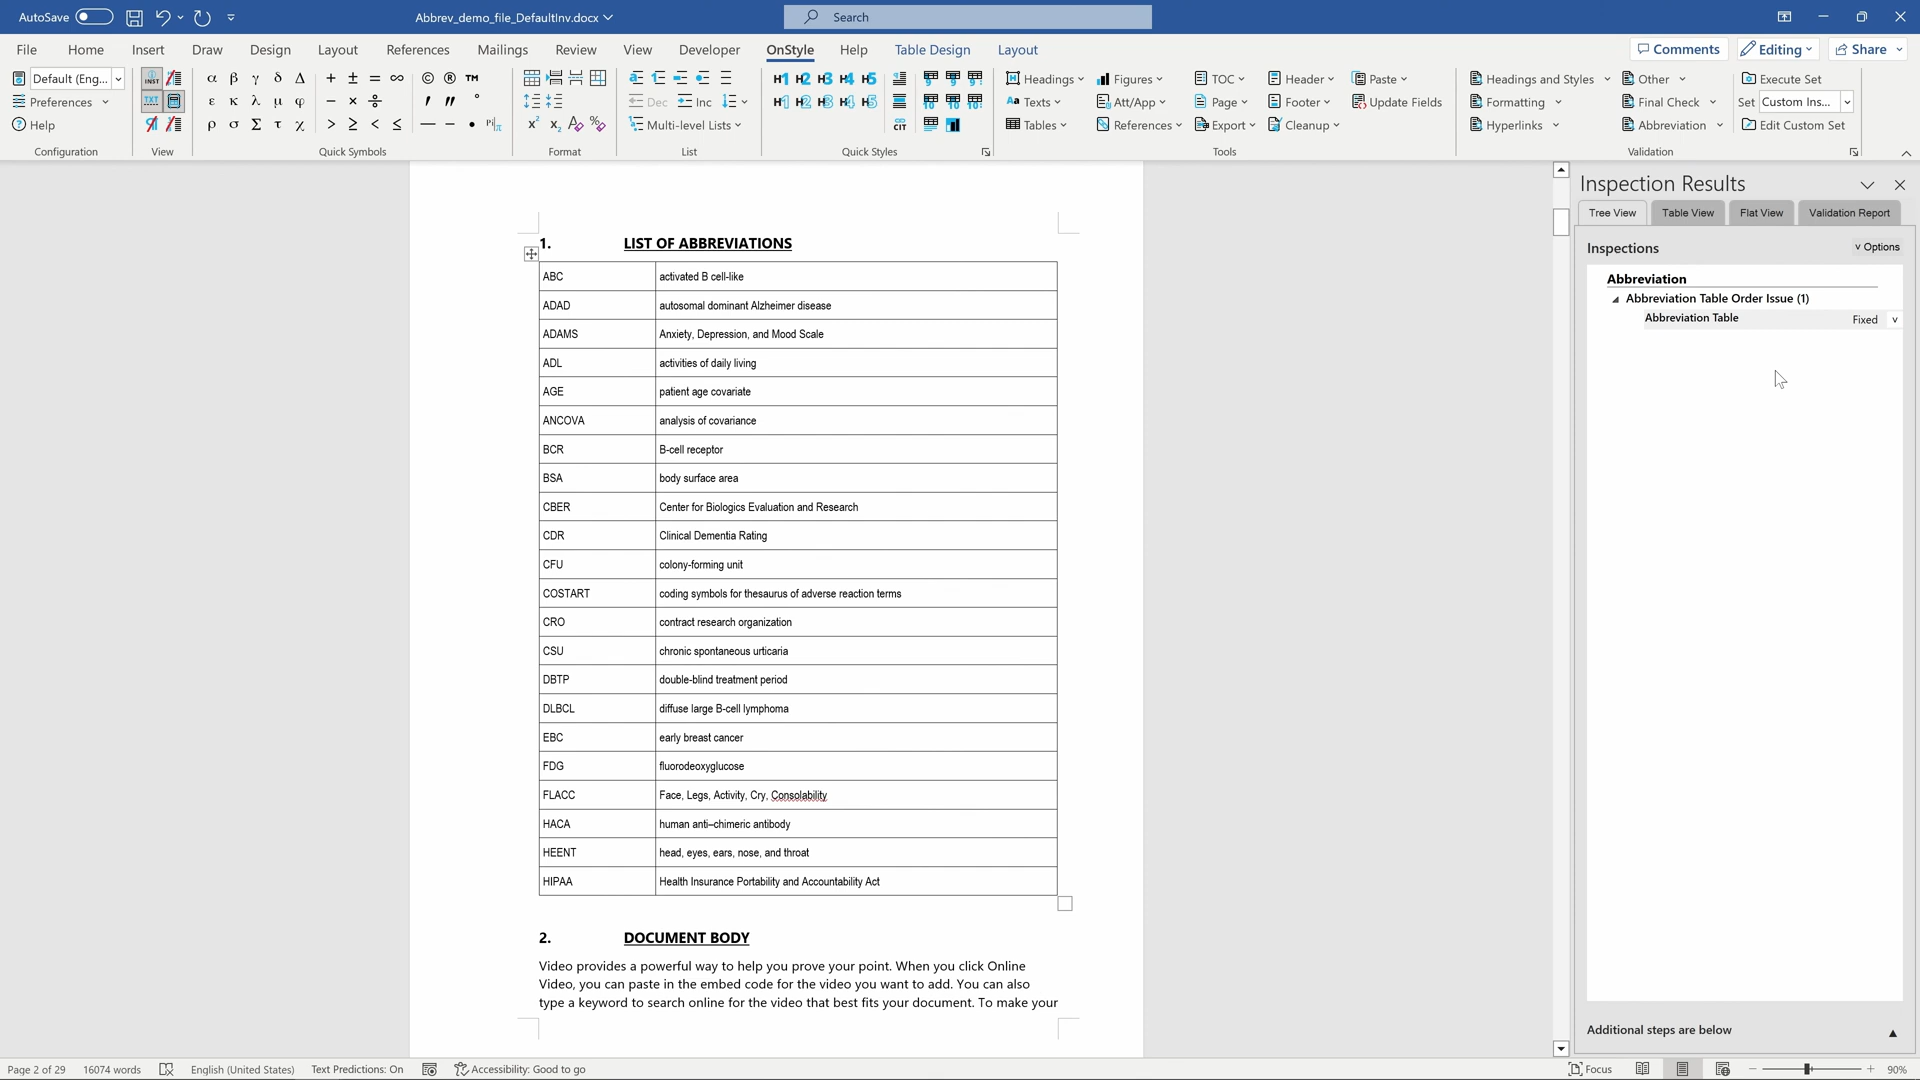 AutoSave
Abbrev_demo_file_DefaultInv.docx
Search
File Home Insert Draw Design Layout References Mailings Review View Developer OnStyle Help Table Design Layout
Comments Editing Share
Default (Eng...
Preferences
Help
Configuration
INST
TXT
View
α β γ δ Δ + ± = ∞ © ® TM
ε κ λ μ φ − × ÷ ′ ″ °
ρ σ Σ τ χ > ≥ < ≤ — – •
Quick Symbols
Format
Dec Inc
Multi-level Lists
List
H1 H2 H3 H4 H5
H1 H2 H3 H4 H5
CIT
Quick Styles
Headings Figures TOC Header Paste
Texts Att/App Page Footer Update Fields
Tables References Export Cleanup
Tools
Headings and Styles Other Execute Set
Formatting Final Check Set Custom Ins...
Hyperlinks Abbreviation Edit Custom Set
Validation
1. LIST OF ABBREVIATIONS
ABC activated B cell-like
ADAD autosomal dominant Alzheimer disease
ADAMS Anxiety, Depression, and Mood Scale
ADL activities of daily living
AGE patient age covariate
ANCOVA analysis of covariance
BCR B-cell receptor
BSA body surface area
CBER Center for Biologics Evaluation and Research
CDR Clinical Dementia Rating
CFU colony-forming unit
COSTART coding symbols for thesaurus of adverse reaction terms
CRO contract research organization
CSU chronic spontaneous urticaria
DBTP double-blind treatment period
DLBCL diffuse large B-cell lymphoma
EBC early breast cancer
FDG fluorodeoxyglucose
FLACC Face, Legs, Activity, Cry, Consolability
HACA human anti–chimeric antibody
HEENT head, eyes, ears, nose, and throat
HIPAA Health Insurance Portability and Accountability Act
2. DOCUMENT BODY
Video provides a powerful way to help you prove your point. When you click Online
Video, you can paste in the embed code for the video you want to add. You can also
type a keyword to search online for the video that best fits your document. To make your
Inspection Results
Tree View Table View Flat View Validation Report
Inspections
Options
Abbreviation
Abbreviation Table Order Issue (1)
Abbreviation Table Fixed
Additional steps are below
Page 2 of 29 16074 words English (United States) Text Predictions: On Accessibility: Good to go
Focus
90%